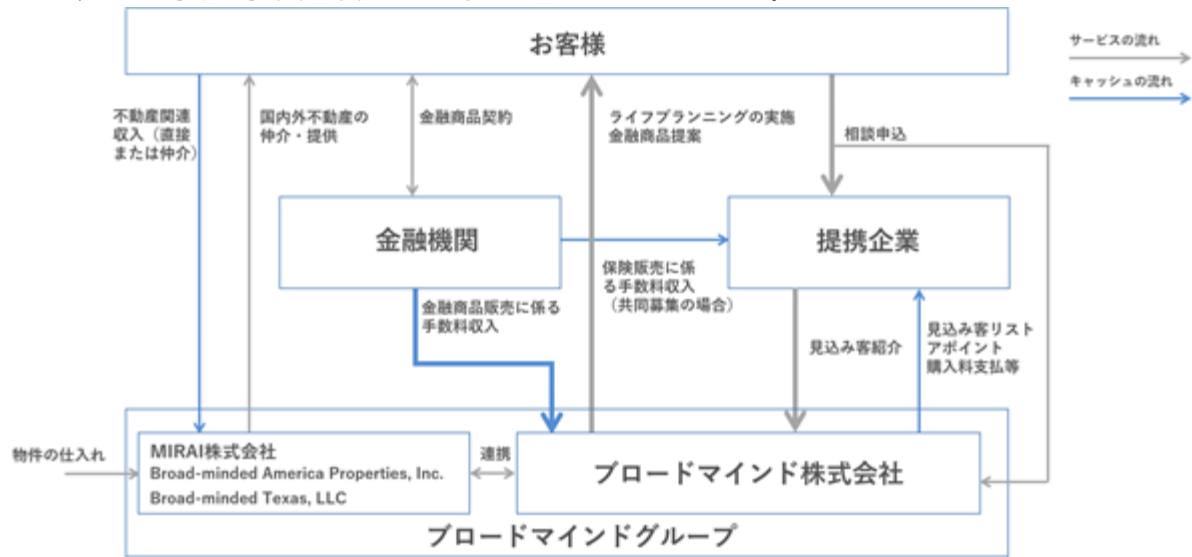 お客様
サービスの流れ
キャッシュの流れ
不動産関連
収入（直接
または仲介）
国内外不動産の
仲介・提供
金融商品契約
ライフプランニングの実施
金融商品提案
相談申込
金融機関
提携企業
保険販売に係
る手数料収入
（共同募集の場合）
金融商品販売に係る
手数料収入
見込み客紹介
見込み客リスト
アポイント
購入料支払等
物件の仕入れ
MIRAI株式会社
Broad-minded America Properties, Inc.
Broad-minded Texas, LLC
連携
ブロードマインド株式会社
ブロードマインドグループ